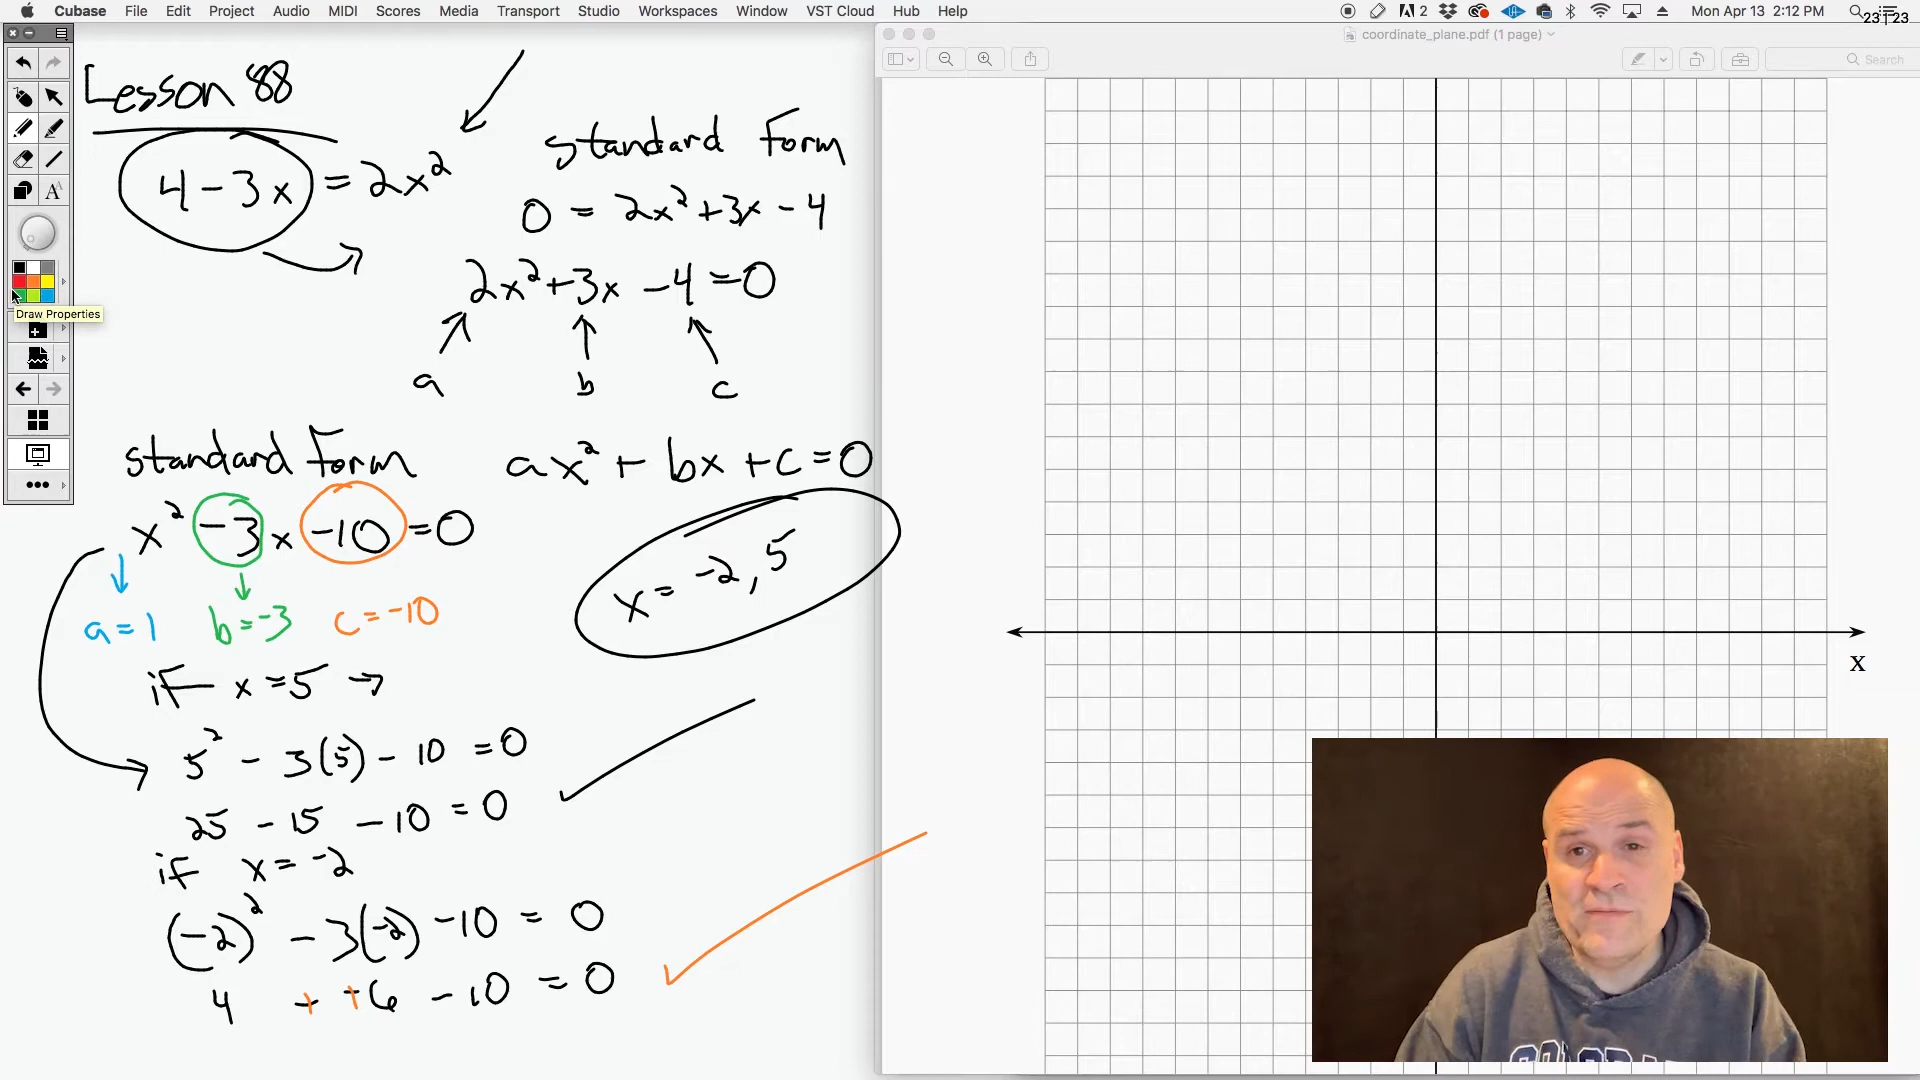 Cubase File Edit Project Audio MIDI Scores Media Transport Studio Workspaces Window VST Cloud Hub Help
2 Mon Apr 13 2:12 PM 23|23
coordinate_plane.pdf (1 page)
Search
Lesson 88
4 - 3x = 2x²
standard form
0 = 2x² + 3x - 4
2x² + 3x - 4 = 0
a b c
Draw Properties
standard form ax² + bx + c = 0
x² - 3x - 10 = 0
a = 1 b = -3 c = -10
x = -2, 5
if x = 5 →
5² - 3(5) - 10 = 0
25 - 15 - 10 = 0
if x = -2
(-2)² - 3(-2) - 10 = 0
4 + +6 - 10 = 0
x